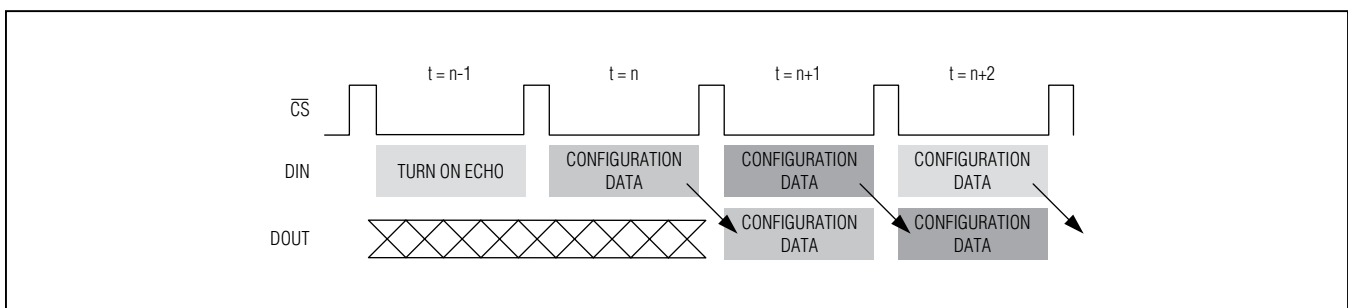 t = n-1 t = n t = n+1 t = n+2
CS
DIN TURN ON ECHO CONFIGURATION DATA CONFIGURATION DATA CONFIGURATION DATA
DOUT CONFIGURATION DATA CONFIGURATION DATA